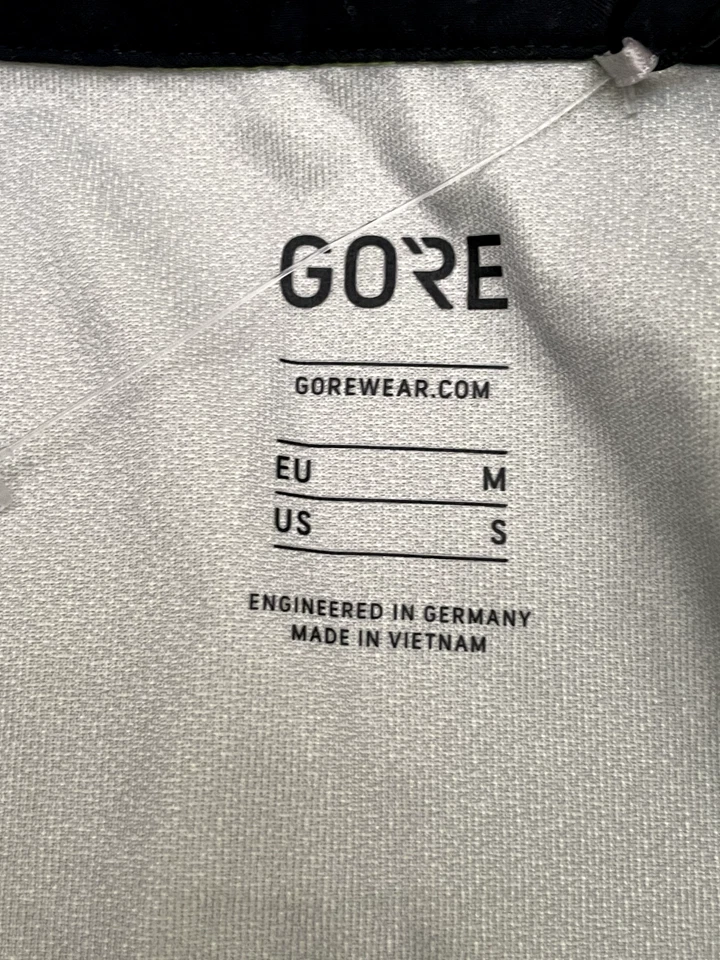 GORE
GOREWEAR.COM
EU M
US S
ENGINEERED IN GERMANY
MADE IN VIETNAM